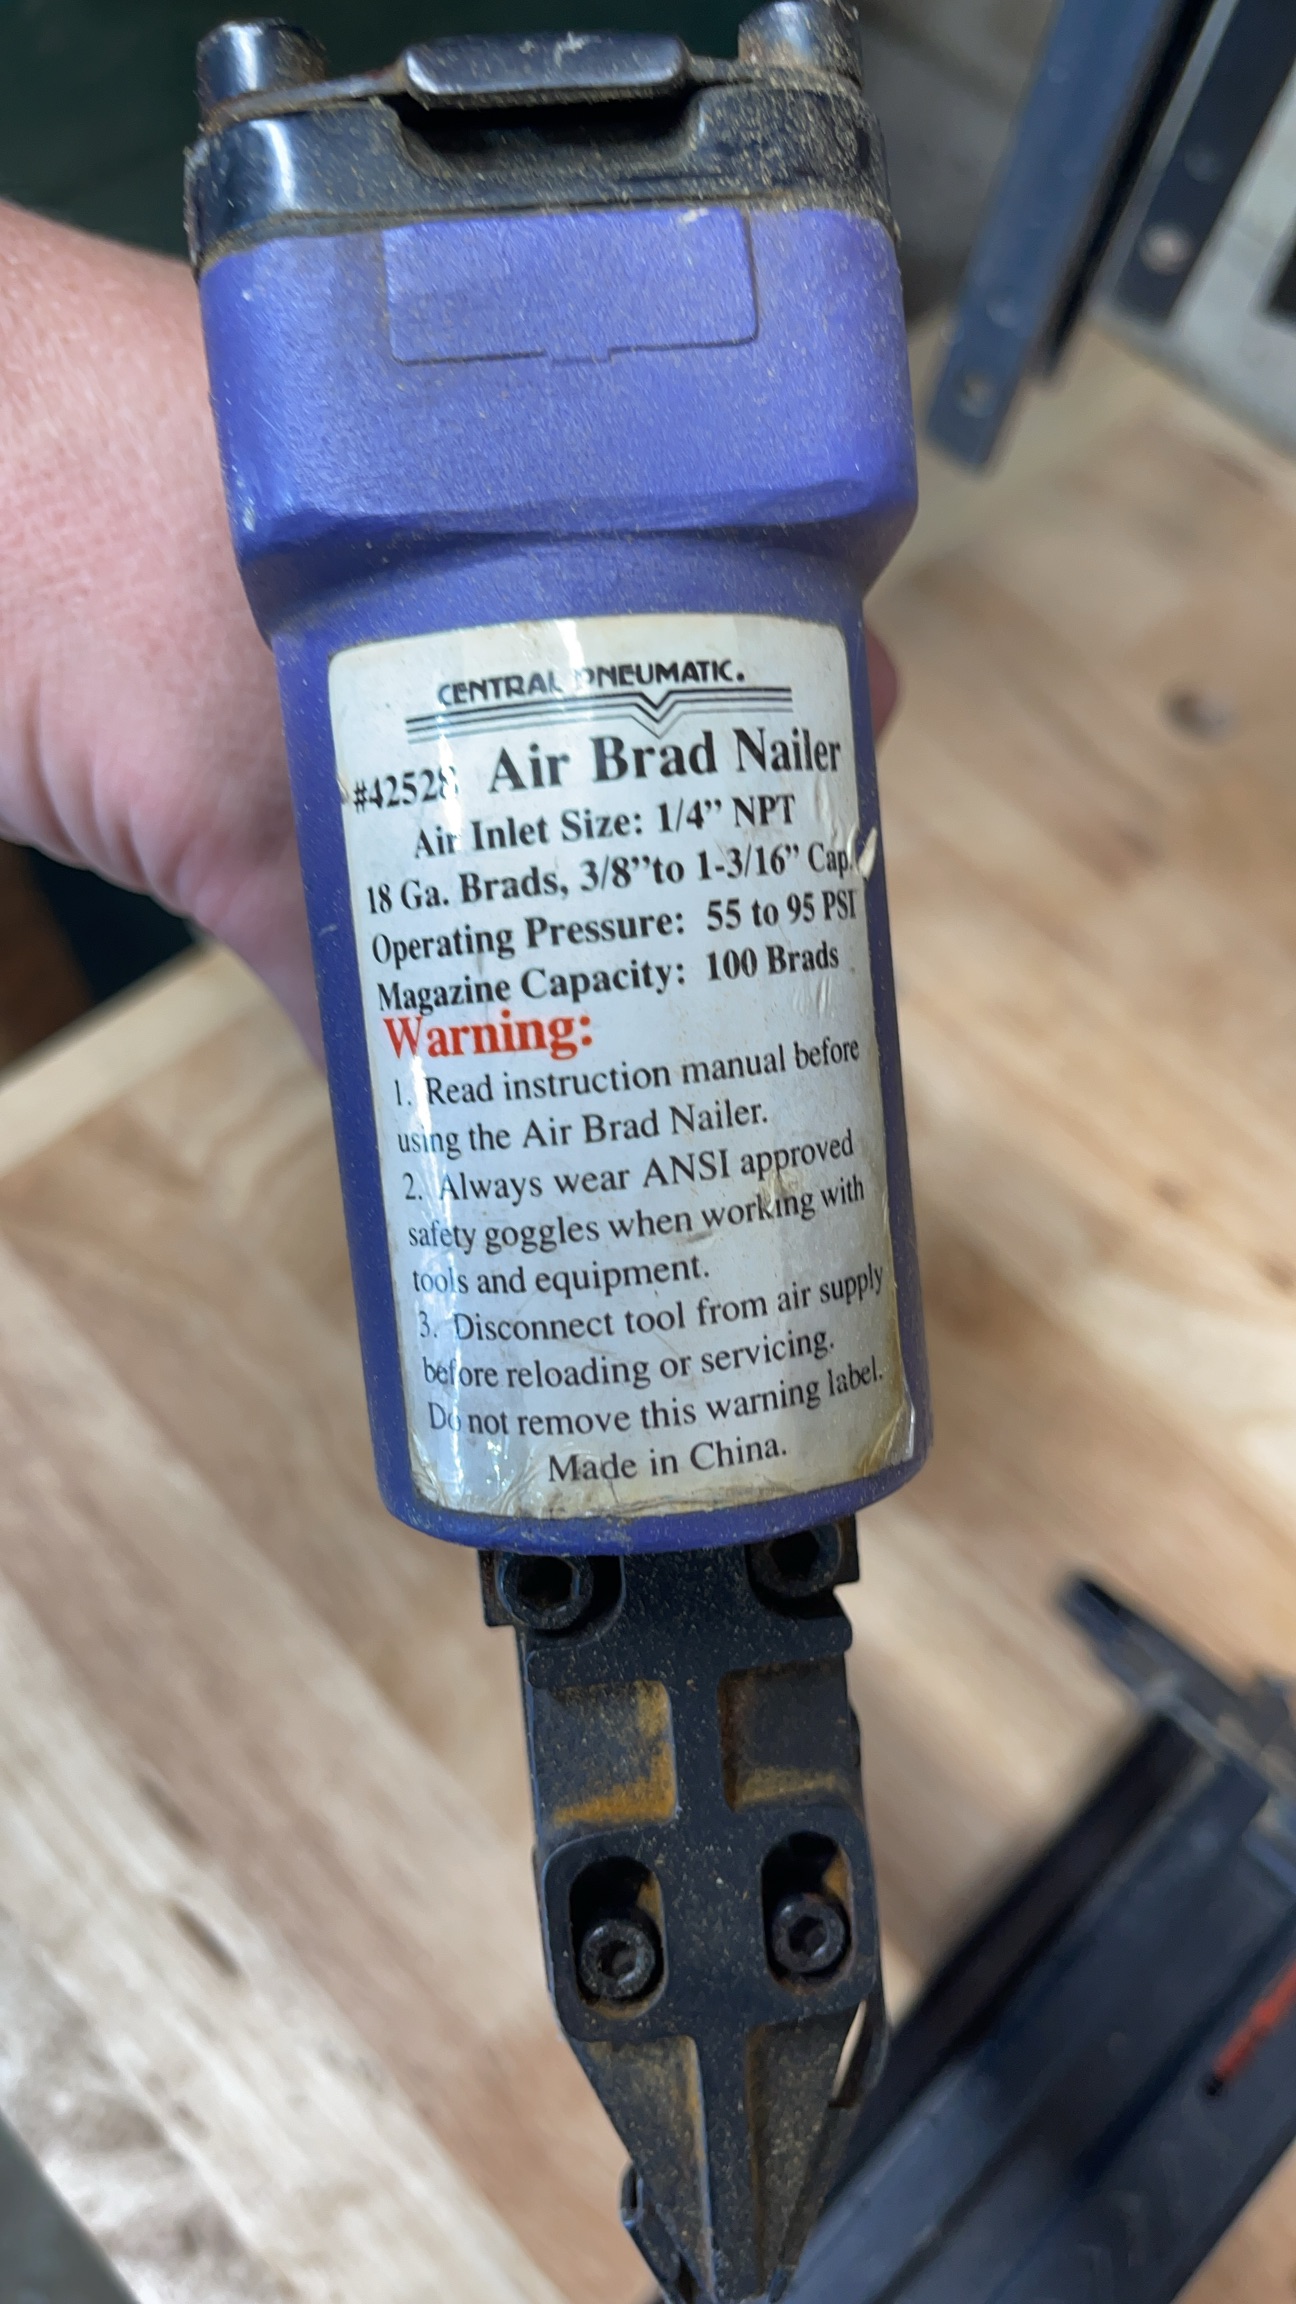 CENTRAL PNEUMATIC.
#42528 Air Brad Nailer
Air Inlet Size: 1/4” NPT
18 Ga. Brads, 3/8”to 1-3/16” Cap.
Operating Pressure: 55 to 95 PSI
Magazine Capacity: 100 Brads
Warning:
1. Read instruction manual before
using the Air Brad Nailer.
2. Always wear ANSI approved
safety goggles when working with
tools and equipment.
3. Disconnect tool from air supply
before reloading or servicing.
Do not remove this warning label.
Made in China.